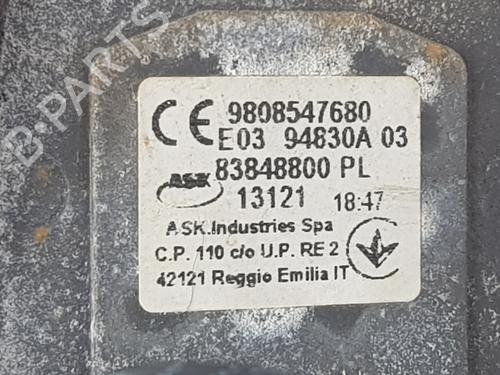 B-PARTS
CE 9808547680
E03 94830A 03
ASK 83848800 PL
13121 18:47
ASK Industries Spa
C.P. 110 c/o U.P. RE 2
42121 Reggio Emilia IT